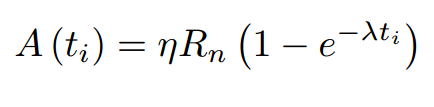 A(t_i) = ηR_n (1 − e^{−λt_i})